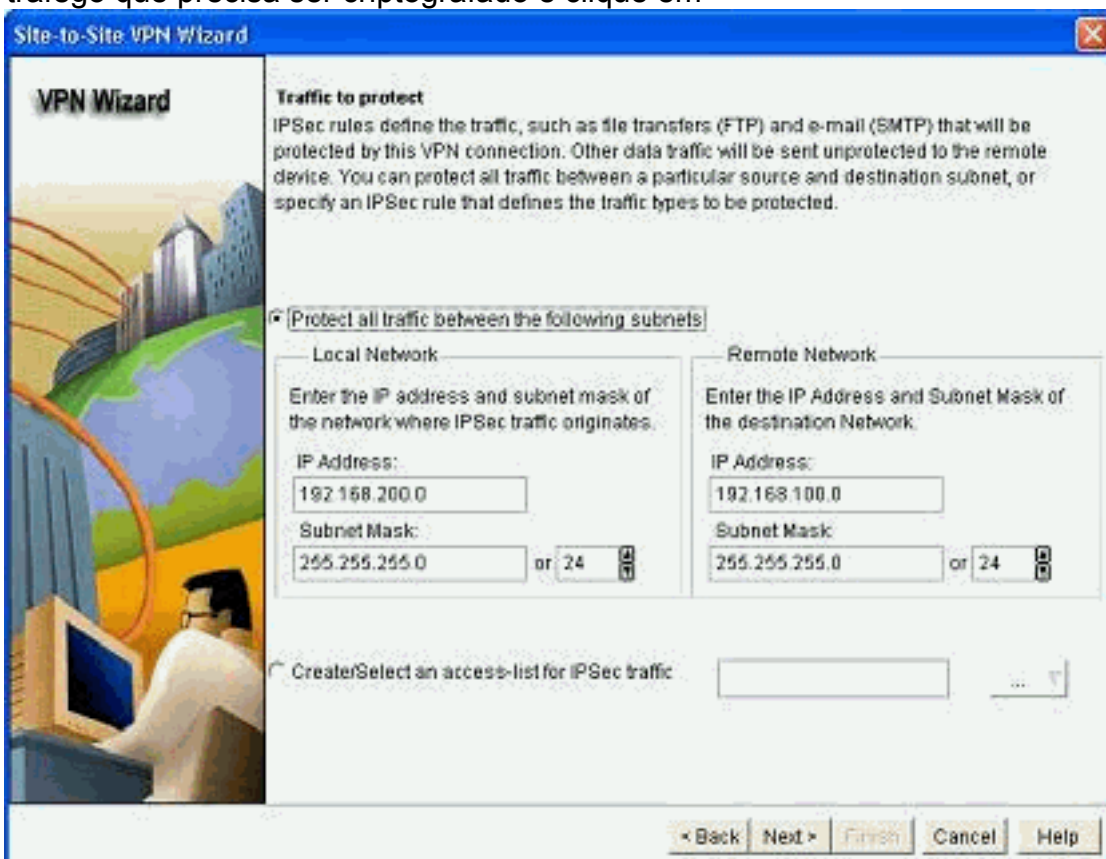 tráfego que precisa ser criptografado e clique em
Site-to-Site VPN Wizard
VPN Wizard
Traffic to protect
IPSec rules define the traffic, such as file transfers (FTP) and e-mail (SMTP) that will be
protected by this VPN connection. Other data traffic will be sent unprotected to the remote
device. You can protect all traffic between a particular source and destination subnet, or
specify an IPSec rule that defines the traffic types to be protected.
Protect all traffic between the following subnets
Local Network
Enter the IP address and subnet mask of
the network where IPSec traffic originates.
IP Address:
192.168.200.0
Subnet Mask:
255.255.255.0 or 24
Remote Network
Enter the IP Address and Subnet Mask of
the destination Network.
IP Address:
192.168.100.0
Subnet Mask:
255.255.255.0 or 24
Create/Select an access-list for IPSec traffic
...
< Back Next > Finish Cancel Help